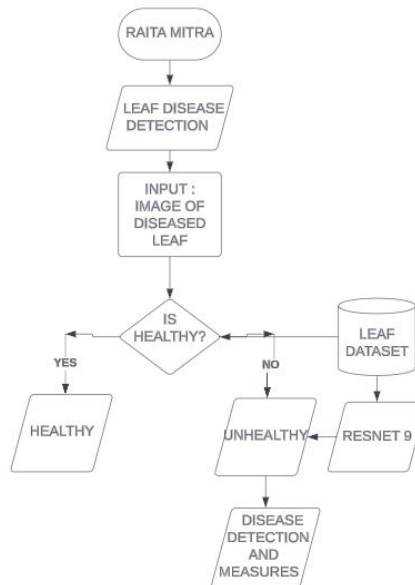 RAITA MITRA
LEAF DISEASE
DETECTION
INPUT :
IMAGE OF
DISEASED
LEAF
IS
HEALTHY?
LEAF
DATASET
YES
NO
HEALTHY
UNHEALTHY
RESNET 9
DISEASE
DETECTION
AND
MEASURES